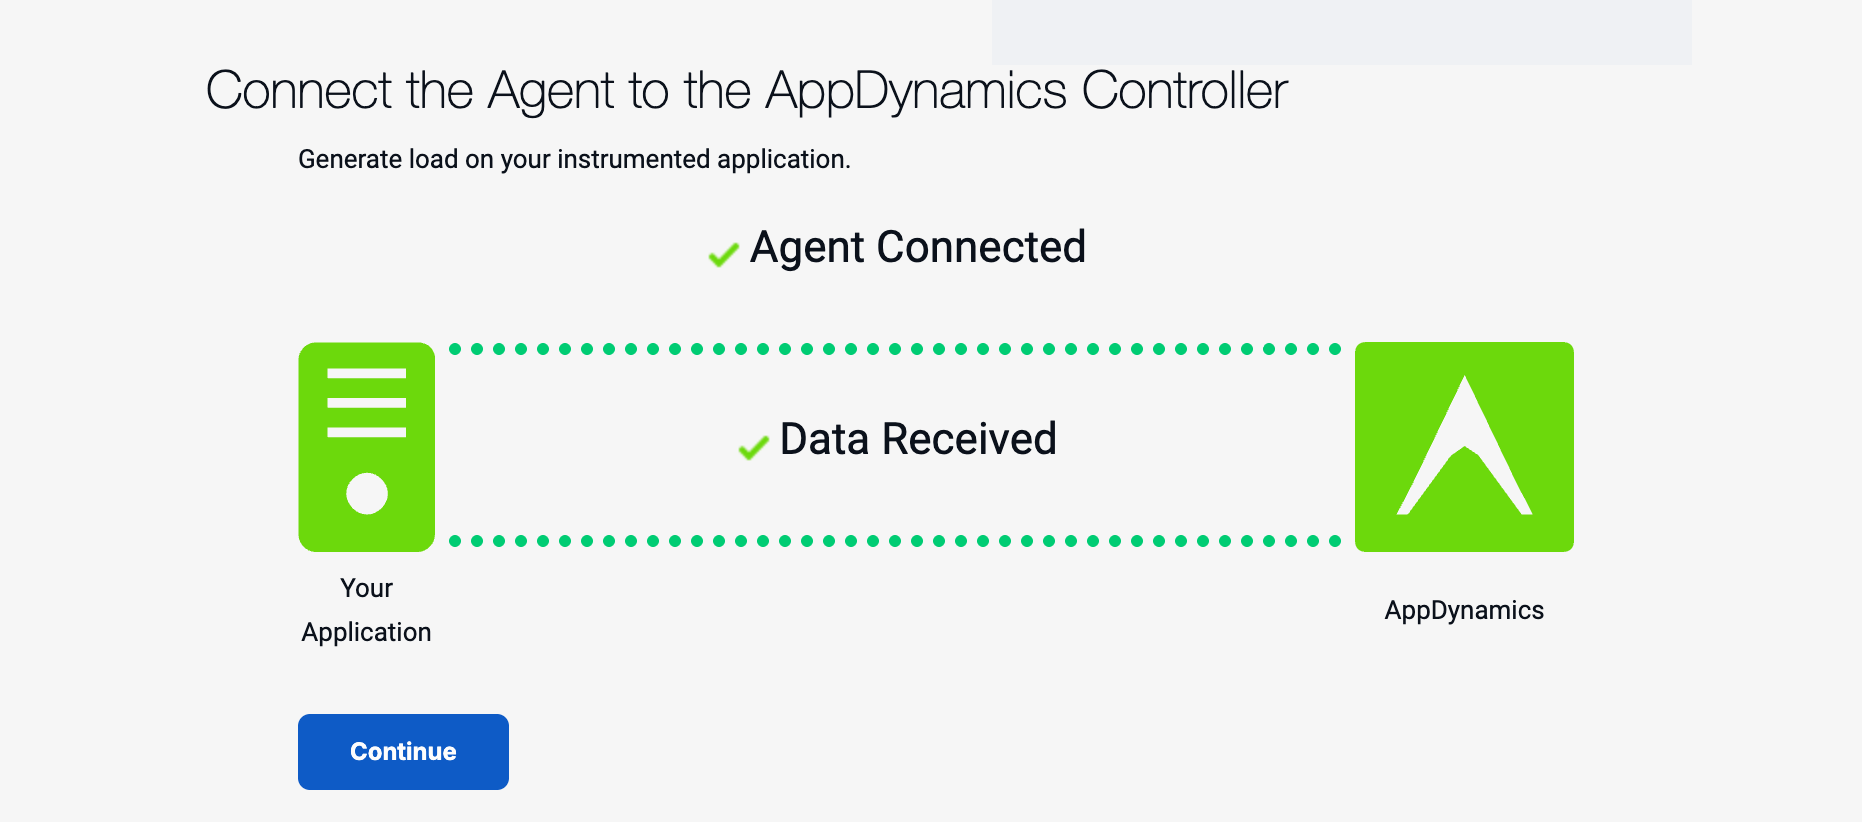 Connect the Agent to the AppDynamics Controller
Generate load on your instrumented application.
Agent Connected
Data Received
Your
Application
AppDynamics
Continue